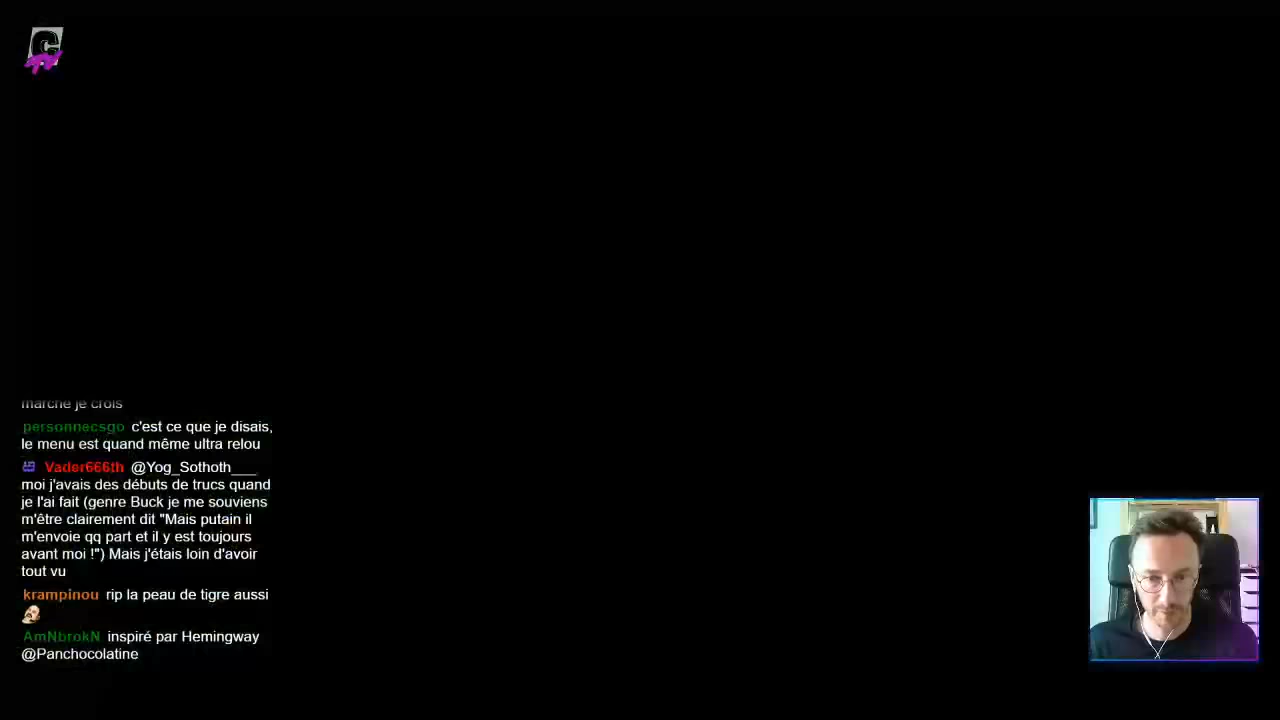 C
marche je crois
personnecsgo c'est ce que je disais,
le menu est quand même ultra relou
Vader666th @Yog_Sothoth___
moi j'avais des débuts de trucs quand
je l'ai fait (genre Buck je me souviens
m'être clairement dit "Mais putain il
m'envoie qq part et il y est toujours
avant moi !") Mais j'étais loin d'avoir
tout vu
krampinou rip la peau de tigre aussi
AmNbrokN inspiré par Hemingway
@Panchocolatine